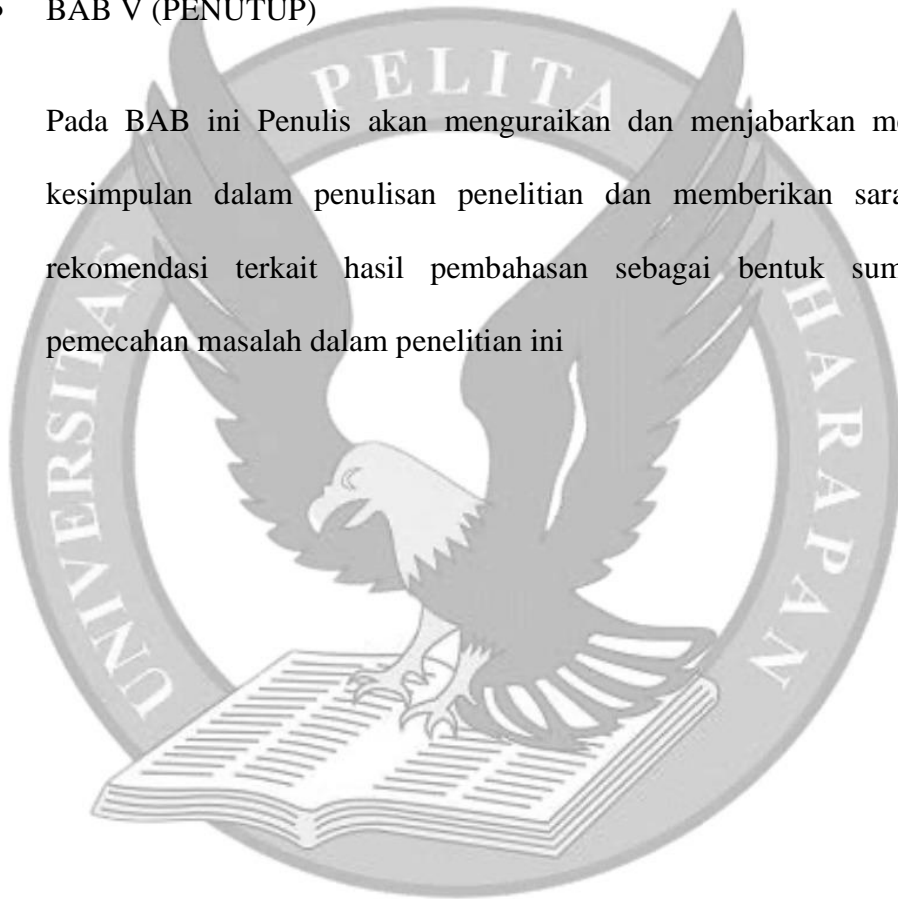 BAB V (PENUTUP)
Pada BAB ini Penulis akan menguraikan dan menjabarkan
kesimpulan dalam penulisan penelitian dan memberikan
rekomendasi terkait hasil pembahasan sebagai bentuk
pemecahan masalah dalam penelitian ini
UNIVERSITAS
PELITA
HARAPAN